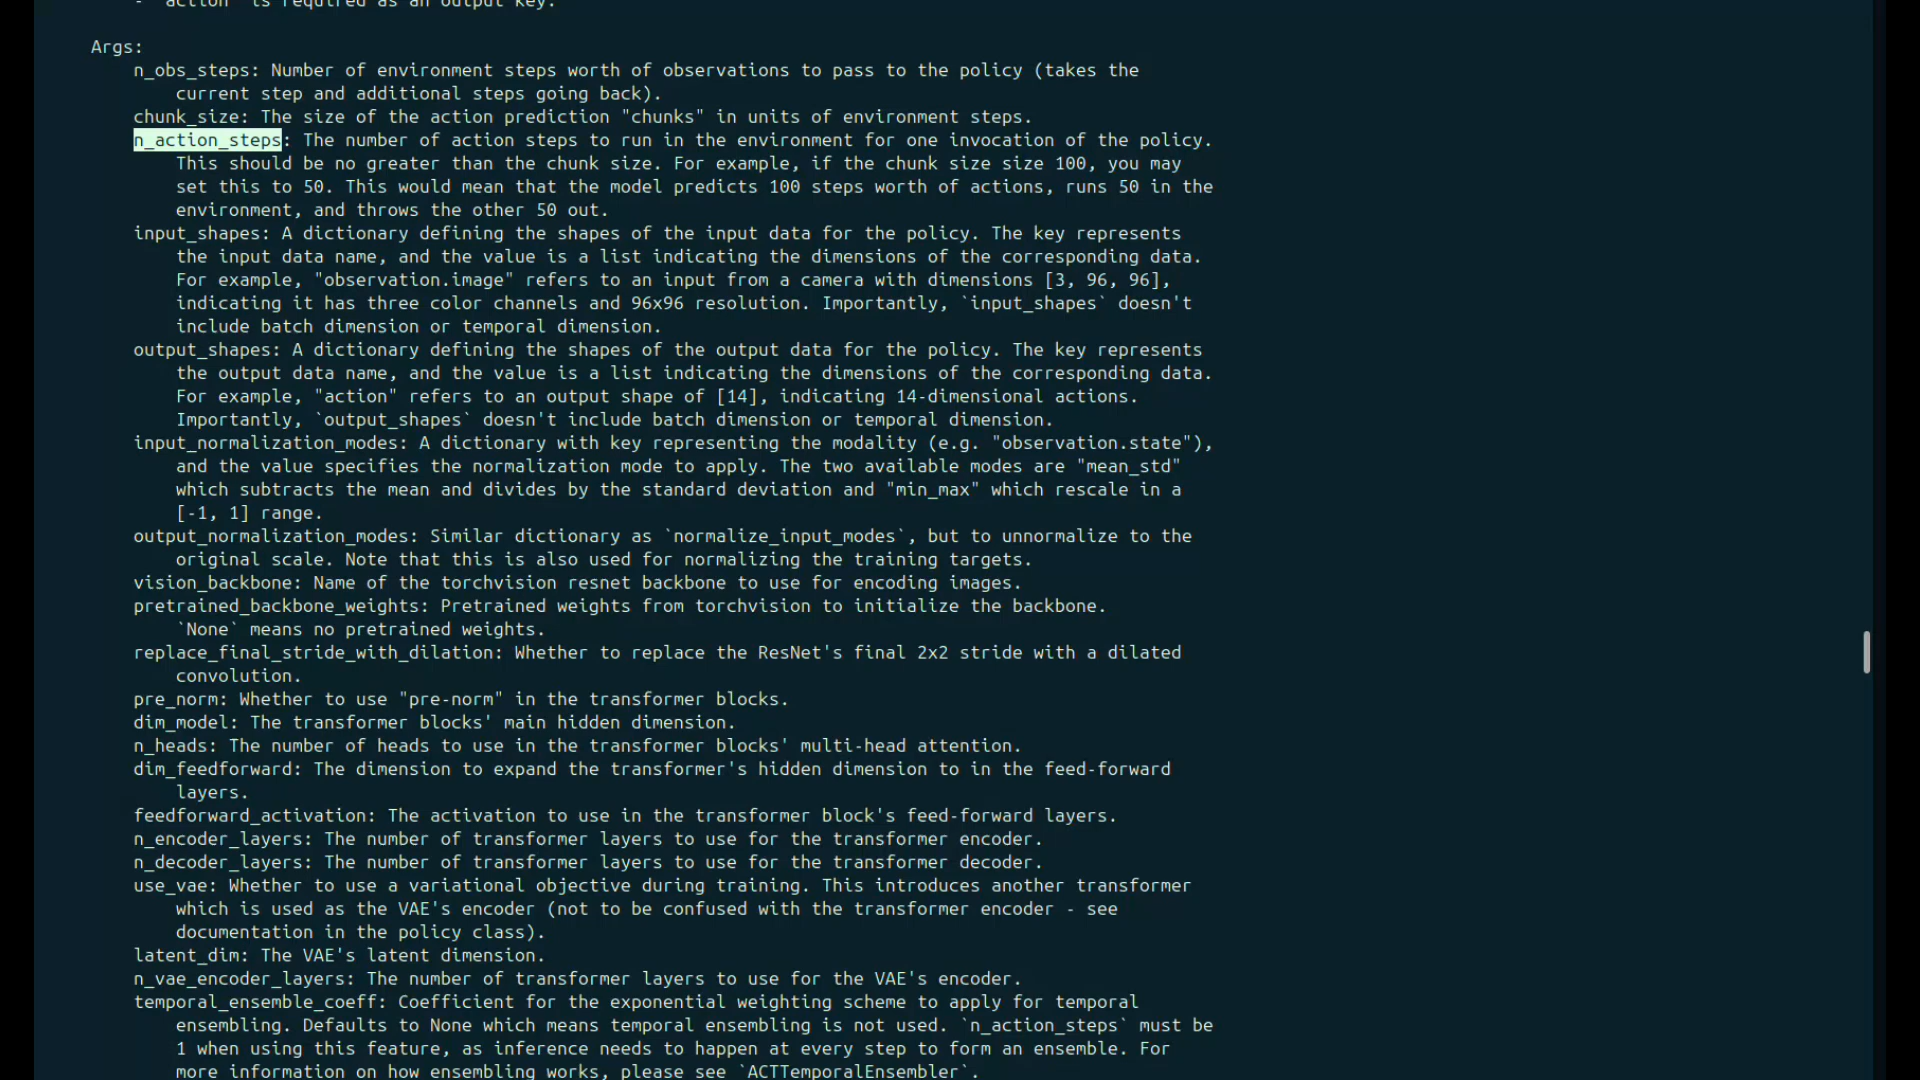 - `action` is required as an output key.
Args:
n_obs_steps: Number of environment steps worth of observations to pass to the policy (takes the
current step and additional steps going back).
chunk_size: The size of the action prediction "chunks" in units of environment steps.
n_action_steps: The number of action steps to run in the environment for one invocation of the policy.
This should be no greater than the chunk size. For example, if the chunk size size 100, you may
set this to 50. This would mean that the model predicts 100 steps worth of actions, runs 50 in the
environment, and throws the other 50 out.
input_shapes: A dictionary defining the shapes of the input data for the policy. The key represents
the input data name, and the value is a list indicating the dimensions of the corresponding data.
For example, "observation.image" refers to an input from a camera with dimensions [3, 96, 96],
indicating it has three color channels and 96x96 resolution. Importantly, `input_shapes` doesn't
include batch dimension or temporal dimension.
output_shapes: A dictionary defining the shapes of the output data for the policy. The key represents
the output data name, and the value is a list indicating the dimensions of the corresponding data.
For example, "action" refers to an output shape of [14], indicating 14-dimensional actions.
Importantly, `output_shapes` doesn't include batch dimension or temporal dimension.
input_normalization_modes: A dictionary with key representing the modality (e.g. "observation.state"),
and the value specifies the normalization mode to apply. The two available modes are "mean_std"
which subtracts the mean and divides by the standard deviation and "min_max" which rescale in a
[-1, 1] range.
output_normalization_modes: Similar dictionary as `normalize_input_modes`, but to unnormalize to the
original scale. Note that this is also used for normalizing the training targets.
vision_backbone: Name of the torchvision resnet backbone to use for encoding images.
pretrained_backbone_weights: Pretrained weights from torchvision to initialize the backbone.
`None` means no pretrained weights.
replace_final_stride_with_dilation: Whether to replace the ResNet's final 2x2 stride with a dilated
convolution.
pre_norm: Whether to use "pre-norm" in the transformer blocks.
dim_model: The transformer blocks' main hidden dimension.
n_heads: The number of heads to use in the transformer blocks' multi-head attention.
dim_feedforward: The dimension to expand the transformer's hidden dimension to in the feed-forward
layers.
feedforward_activation: The activation to use in the transformer block's feed-forward layers.
n_encoder_layers: The number of transformer layers to use for the transformer encoder.
n_decoder_layers: The number of transformer layers to use for the transformer decoder.
use_vae: Whether to use a variational objective during training. This introduces another transformer
which is used as the VAE's encoder (not to be confused with the transformer encoder - see
documentation in the policy class).
latent_dim: The VAE's latent dimension.
n_vae_encoder_layers: The number of transformer layers to use for the VAE's encoder.
temporal_ensemble_coeff: Coefficient for the exponential weighting scheme to apply for temporal
ensembling. Defaults to None which means temporal ensembling is not used. `n_action_steps` must be
1 when using this feature, as inference needs to happen at every step to form an ensemble. For
more information on how ensembling works, please see `ACTTemporalEnsembler`.